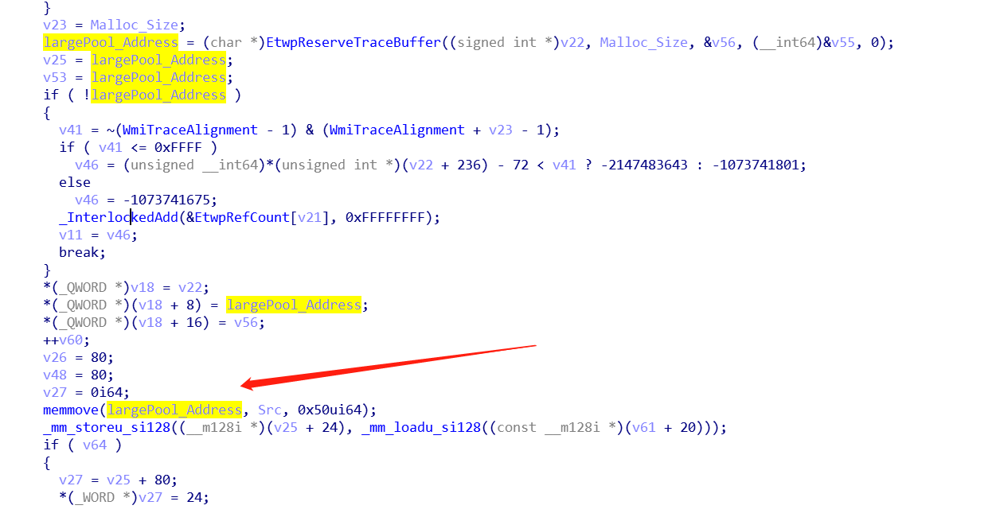 }
v23 = Malloc_Size;
largePool_Address = (char *)EtwpReserveTraceBuffer((signed int *)v22, Malloc_Size, &v56, (__int64)&v55, 0);
v25 = largePool_Address;
v53 = largePool_Address;
if ( !largePool_Address )
{
v41 = ~(WmiTraceAlignment - 1) & (WmiTraceAlignment + v23 - 1);
if ( v41 <= 0xFFFF )
v46 = (unsigned __int64)*(unsigned int *)(v22 + 236) - 72 < v41 ? -2147483643 : -1073741801;
else
v46 = -1073741675;
_InterlockedAdd(&EtwpRefCount[v21], 0xFFFFFFFF);
v11 = v46;
break;
}
*(_QWORD *)v18 = v22;
*(_QWORD *)(v18 + 8) = largePool_Address;
*(_QWORD *)(v18 + 16) = v56;
++v60;
v26 = 80;
v48 = 80;
v27 = 0i64;
memmove(largePool_Address, Src, 0x50ui64);
_mm_storeu_si128((__m128i *)(v25 + 24), _mm_loadu_si128((const __m128i *)(v61 + 20)));
if ( v64 )
{
v27 = v25 + 80;
*(_WORD *)v27 = 24;